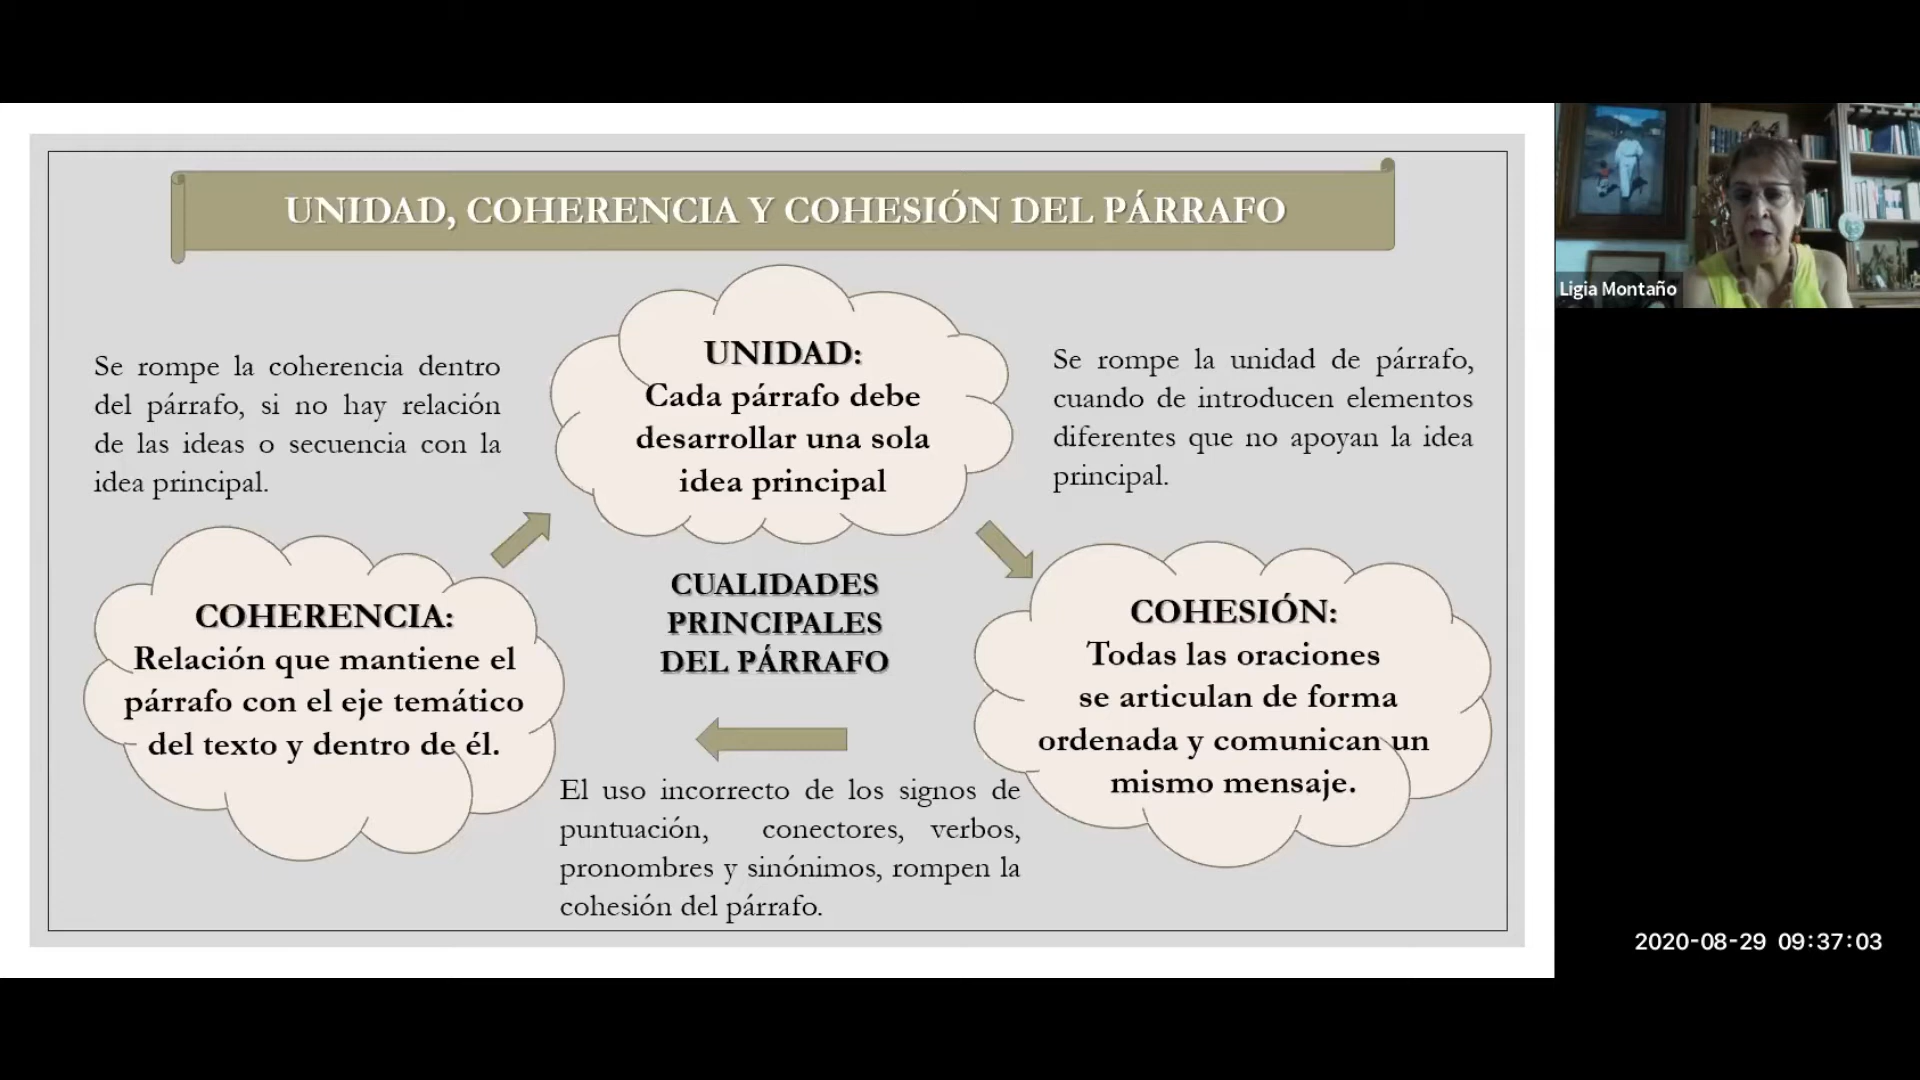 UNIDAD, COHERENCIA Y COHESIÓN DEL PÁRRAFO
Se rompe la coherencia dentro
del párrafo, si no hay relación
de las ideas o secuencia con la
idea principal.
UNIDAD:
Cada párrafo debe
desarrollar una sola
idea principal
Se rompe la unidad de párrafo,
cuando de introducen elementos
diferentes que no apoyan la idea
principal.
COHERENCIA:
Relación que mantiene el
párrafo con el eje temático
del texto y dentro de él.
CUALIDADES
PRINCIPALES
DEL PÁRRAFO
COHESIÓN:
Todas las oraciones
se articulan de forma
ordenada y comunican un
mismo mensaje.
El uso incorrecto de los signos de
puntuación, conectores, verbos,
pronombres y sinónimos, rompen la
cohesión del párrafo.
Ligia Montaño
2020-08-29 09:37:03